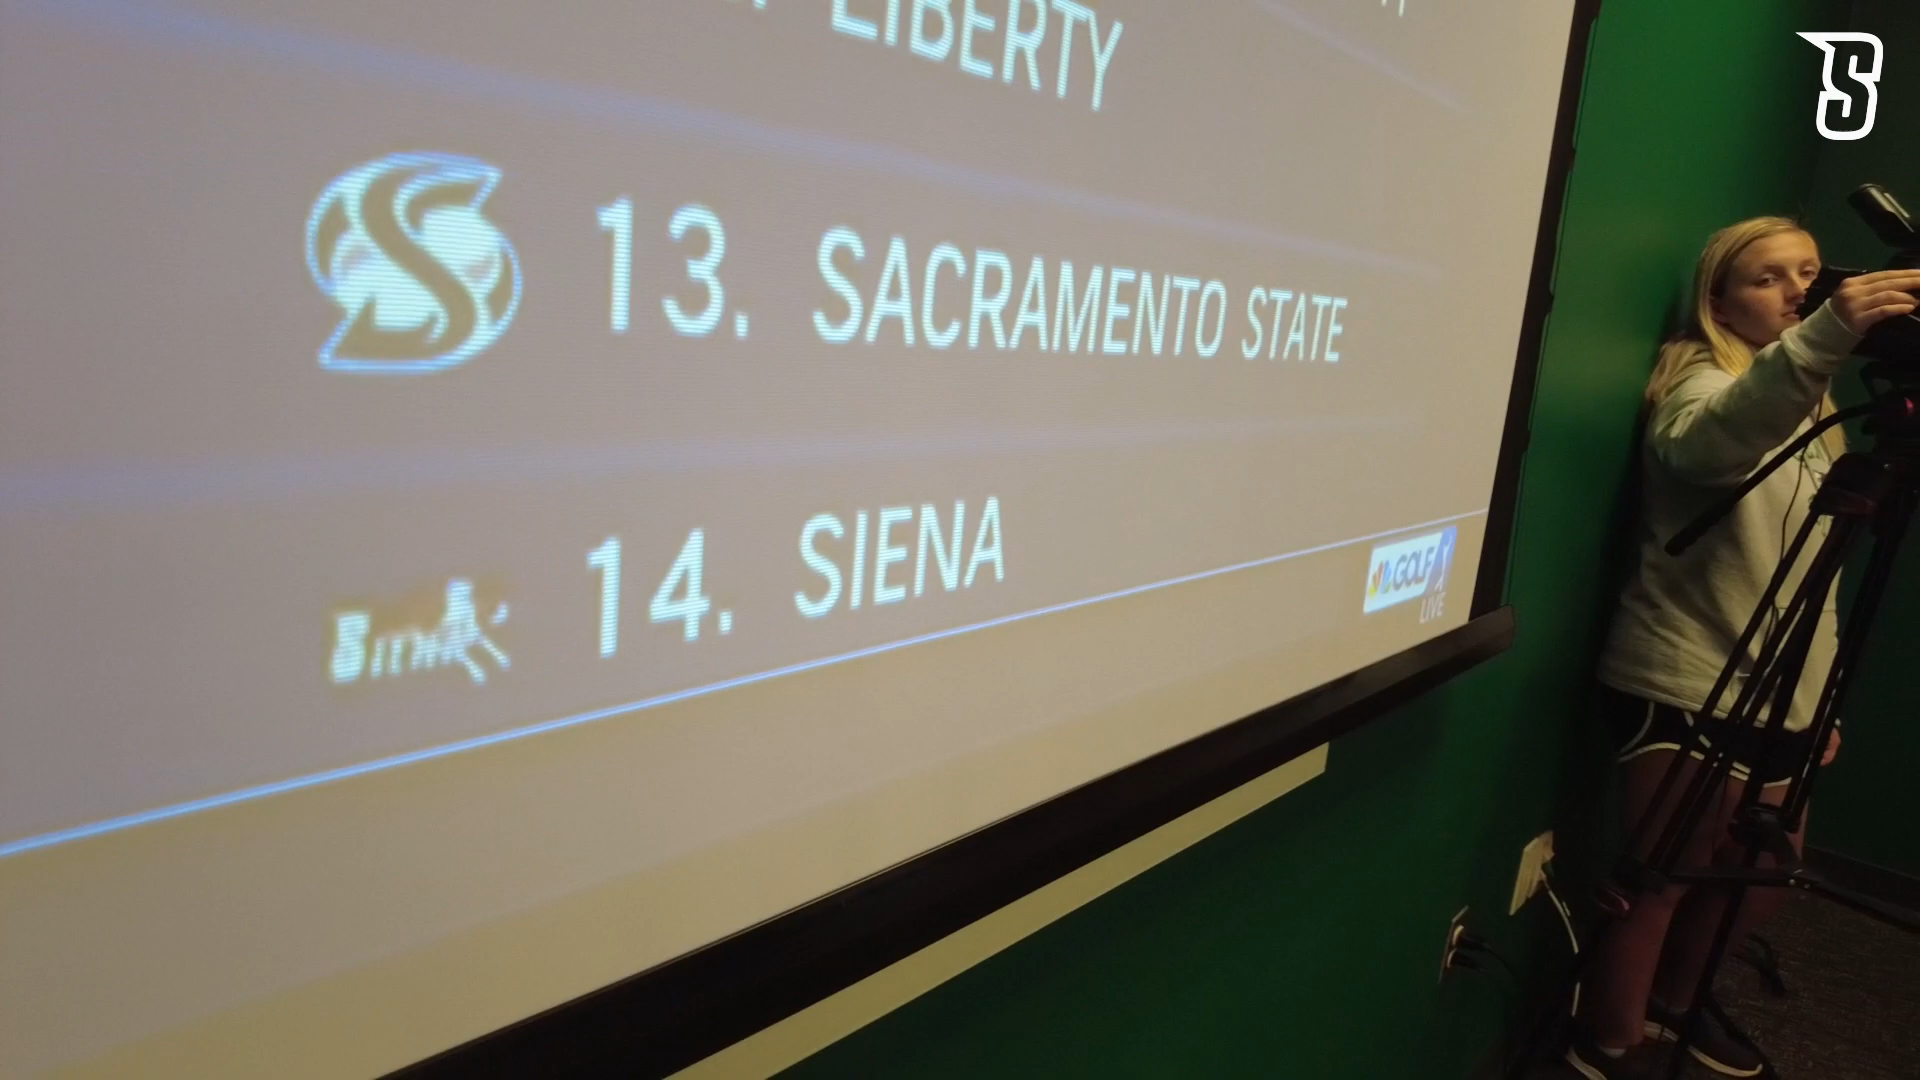 LIBERTY
13. SACRAMENTO STATE
14. SIENA
GOLF
LIVE
S